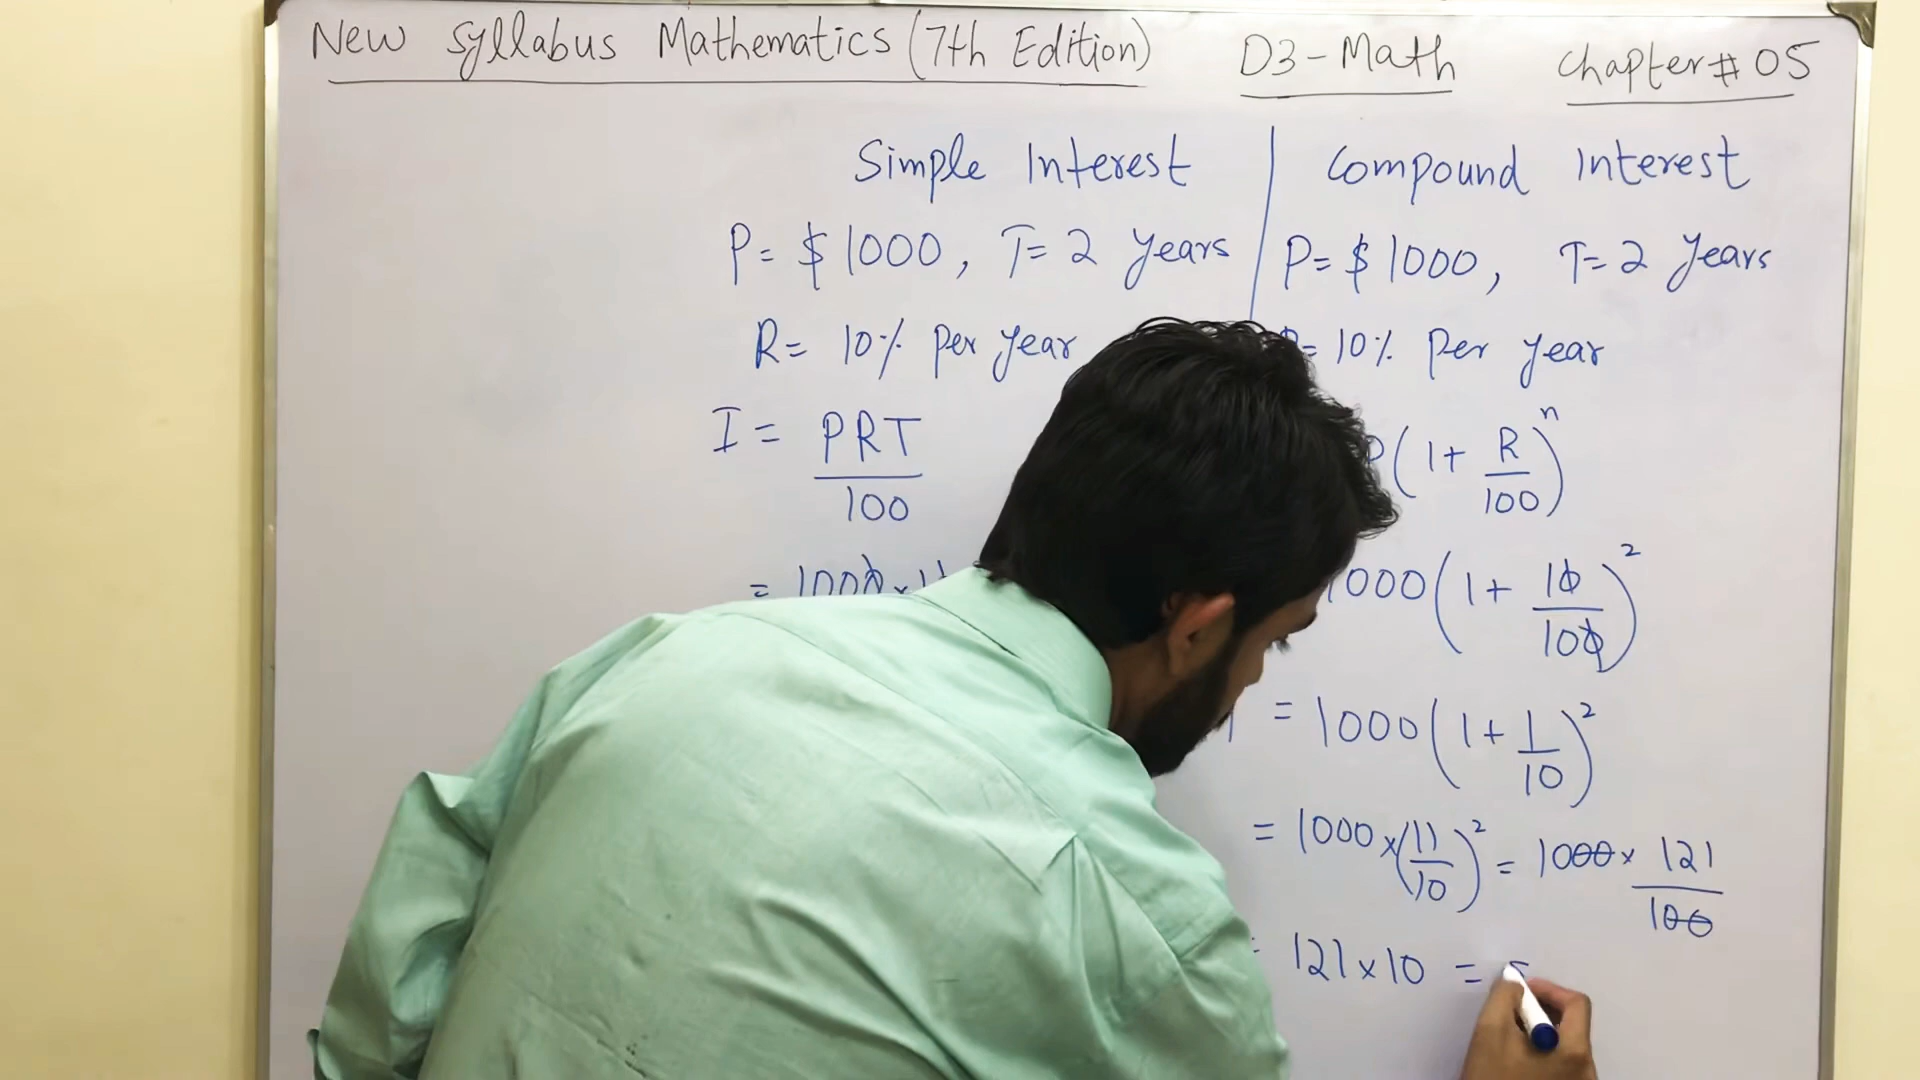 New Syllabus Mathematics (7th Edition) D3-Math Chapter # 05
Simple Interest
P = $ 1000, T = 2 Years
R = 10% Per Year
I = PRT
100
= 1000 ×
Compound Interest
P = $ 1000, T = 2 Years
= 10% Per Year
P(1 + R/100)^n
1000(1 + 10/100)^2
= 1000(1 + 1/10)^2
= 1000 × (11/10)^2 = 1000 × 121/100
= 121 × 10 =